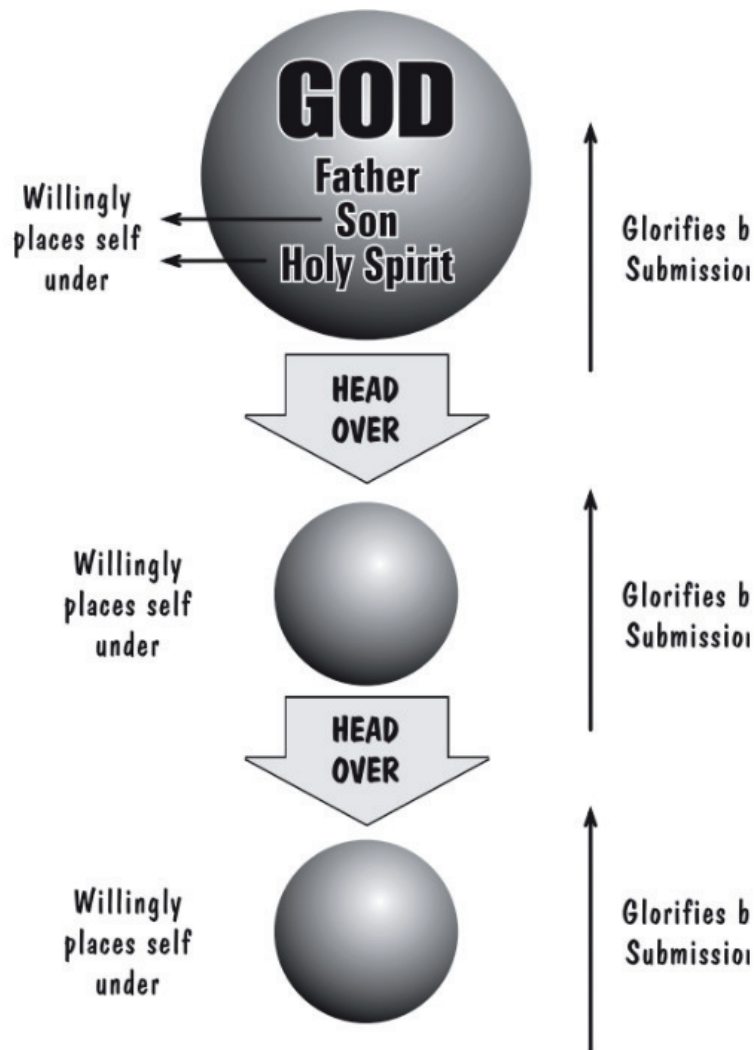 GOD
Father
Son
Holy Spirit
Willingly
places self
under
Glorifies
HEAD
OVER
Willingly
places self
under
Glorifies
HEAD
OVER
Willingly
places self
under
Glorifies